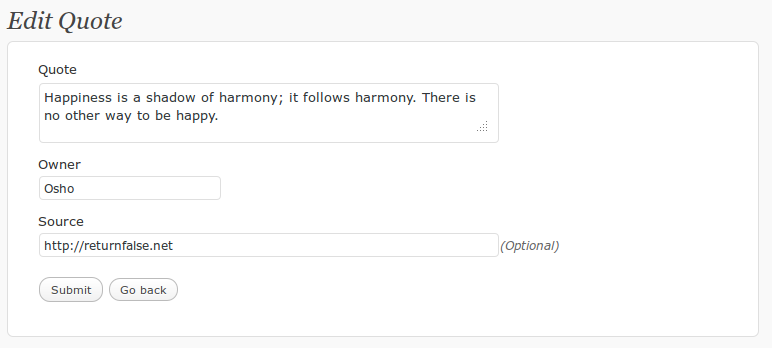 Edit Quote
Quote
Happiness is a shadow of harmony; it follows harmony. There is
no other way to be happy.
Owner
Osho
Source
http://returnfalse.net (Optional)
Submit Go back